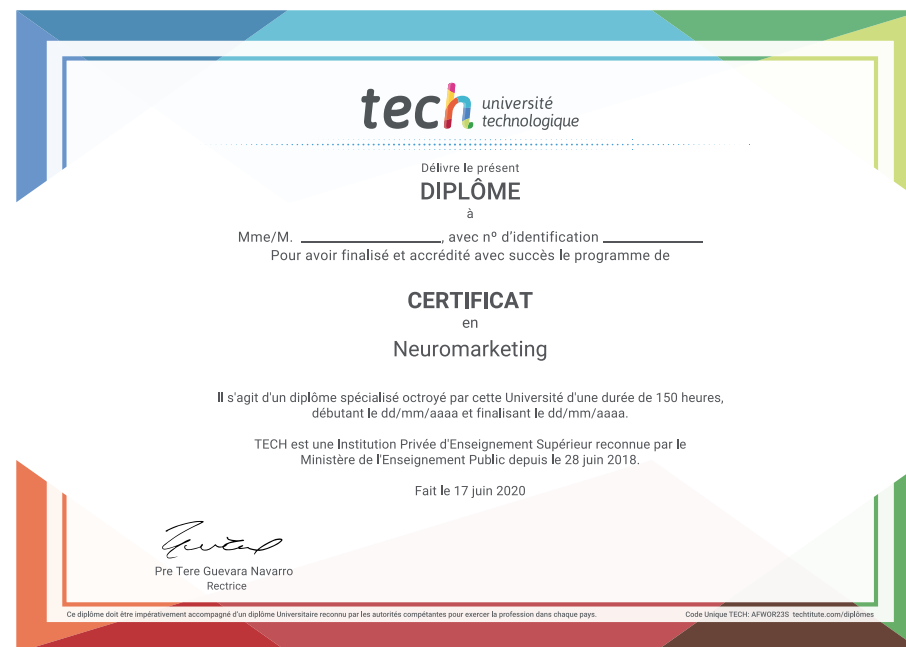 tech université
technologique
Délivre le présent
DIPLÔME
à
Mme/M. ____________________, avec nº d'identification ______________
Pour avoir finalisé et accrédité avec succès le programme de
CERTIFICAT
en
Neuromarketing
Il s'agit d'un diplôme spécialisé octroyé par cette Université d'une durée de 150 heures,
débutant le dd/mm/aaaa et finalisant le dd/mm/aaaa.
TECH est une Institution Privée d'Enseignement Supérieur reconnue par le
Ministère de l'Enseignement Public depuis le 28 juin 2018.
Fait le 17 juin 2020
Pre Tere Guevara Navarro
Rectrice
Ce diplôme doit être impérativement accompagné d'un diplôme Universitaire reconnu par les autorités compétantes pour exercer la profession dans chaque pays.
Code Unique TECH: AFWOR23S techtitute.com/diplômes